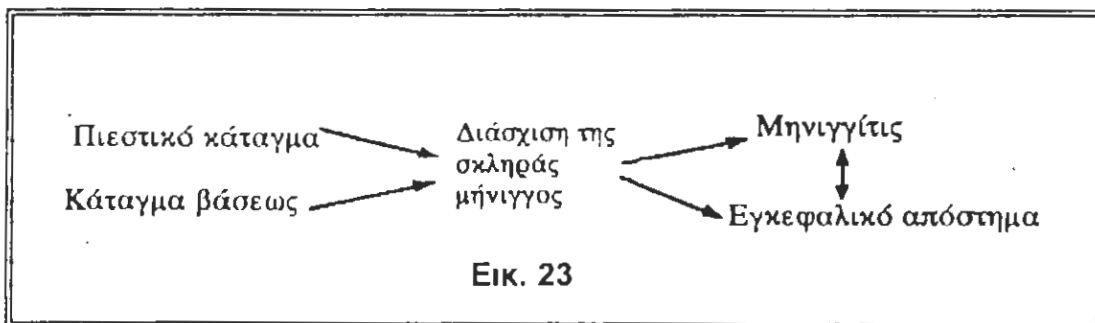 Πιεστικό κάταγμα
Κάταγμα βάσεως
Διάσχιση της
σκληράς
μήνιγγος
Μηνιγγίτις
Εγκεφαλικό απόστημα
Εικ. 23